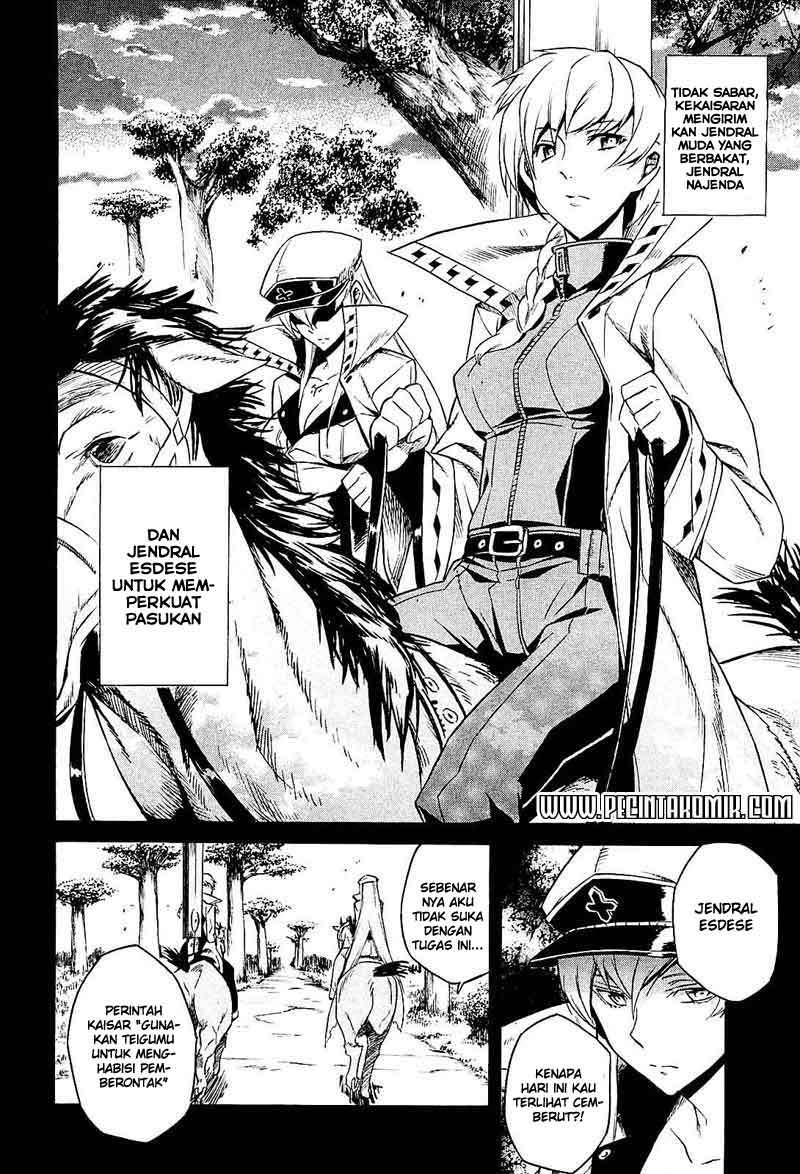 TIDAK SABAR,
KEKAISARAN
MENGIRIM
KAN JENDRAL
MUDA YANG
BERBAKAT,
JENDRAL
NAJENDA
DAN
JENDRAL
ESDESE
UNTUK MEM-
PERKUAT
PASUKAN
WWW.PECINTAKOMIK.COM
JENDRAL
ESDESE
KENAPA
HARI INI KAU
TERLIHAT CEM-
BERUT?!
SEBENAR
NYA AKU
TIDAK SUKA
DENGAN
TUGAS INI...
PERINTAH
KAISAR "GUNA-
KAN TEIGUMU
UNTUK MENG-
HABISI PEM-
BERONTAK"